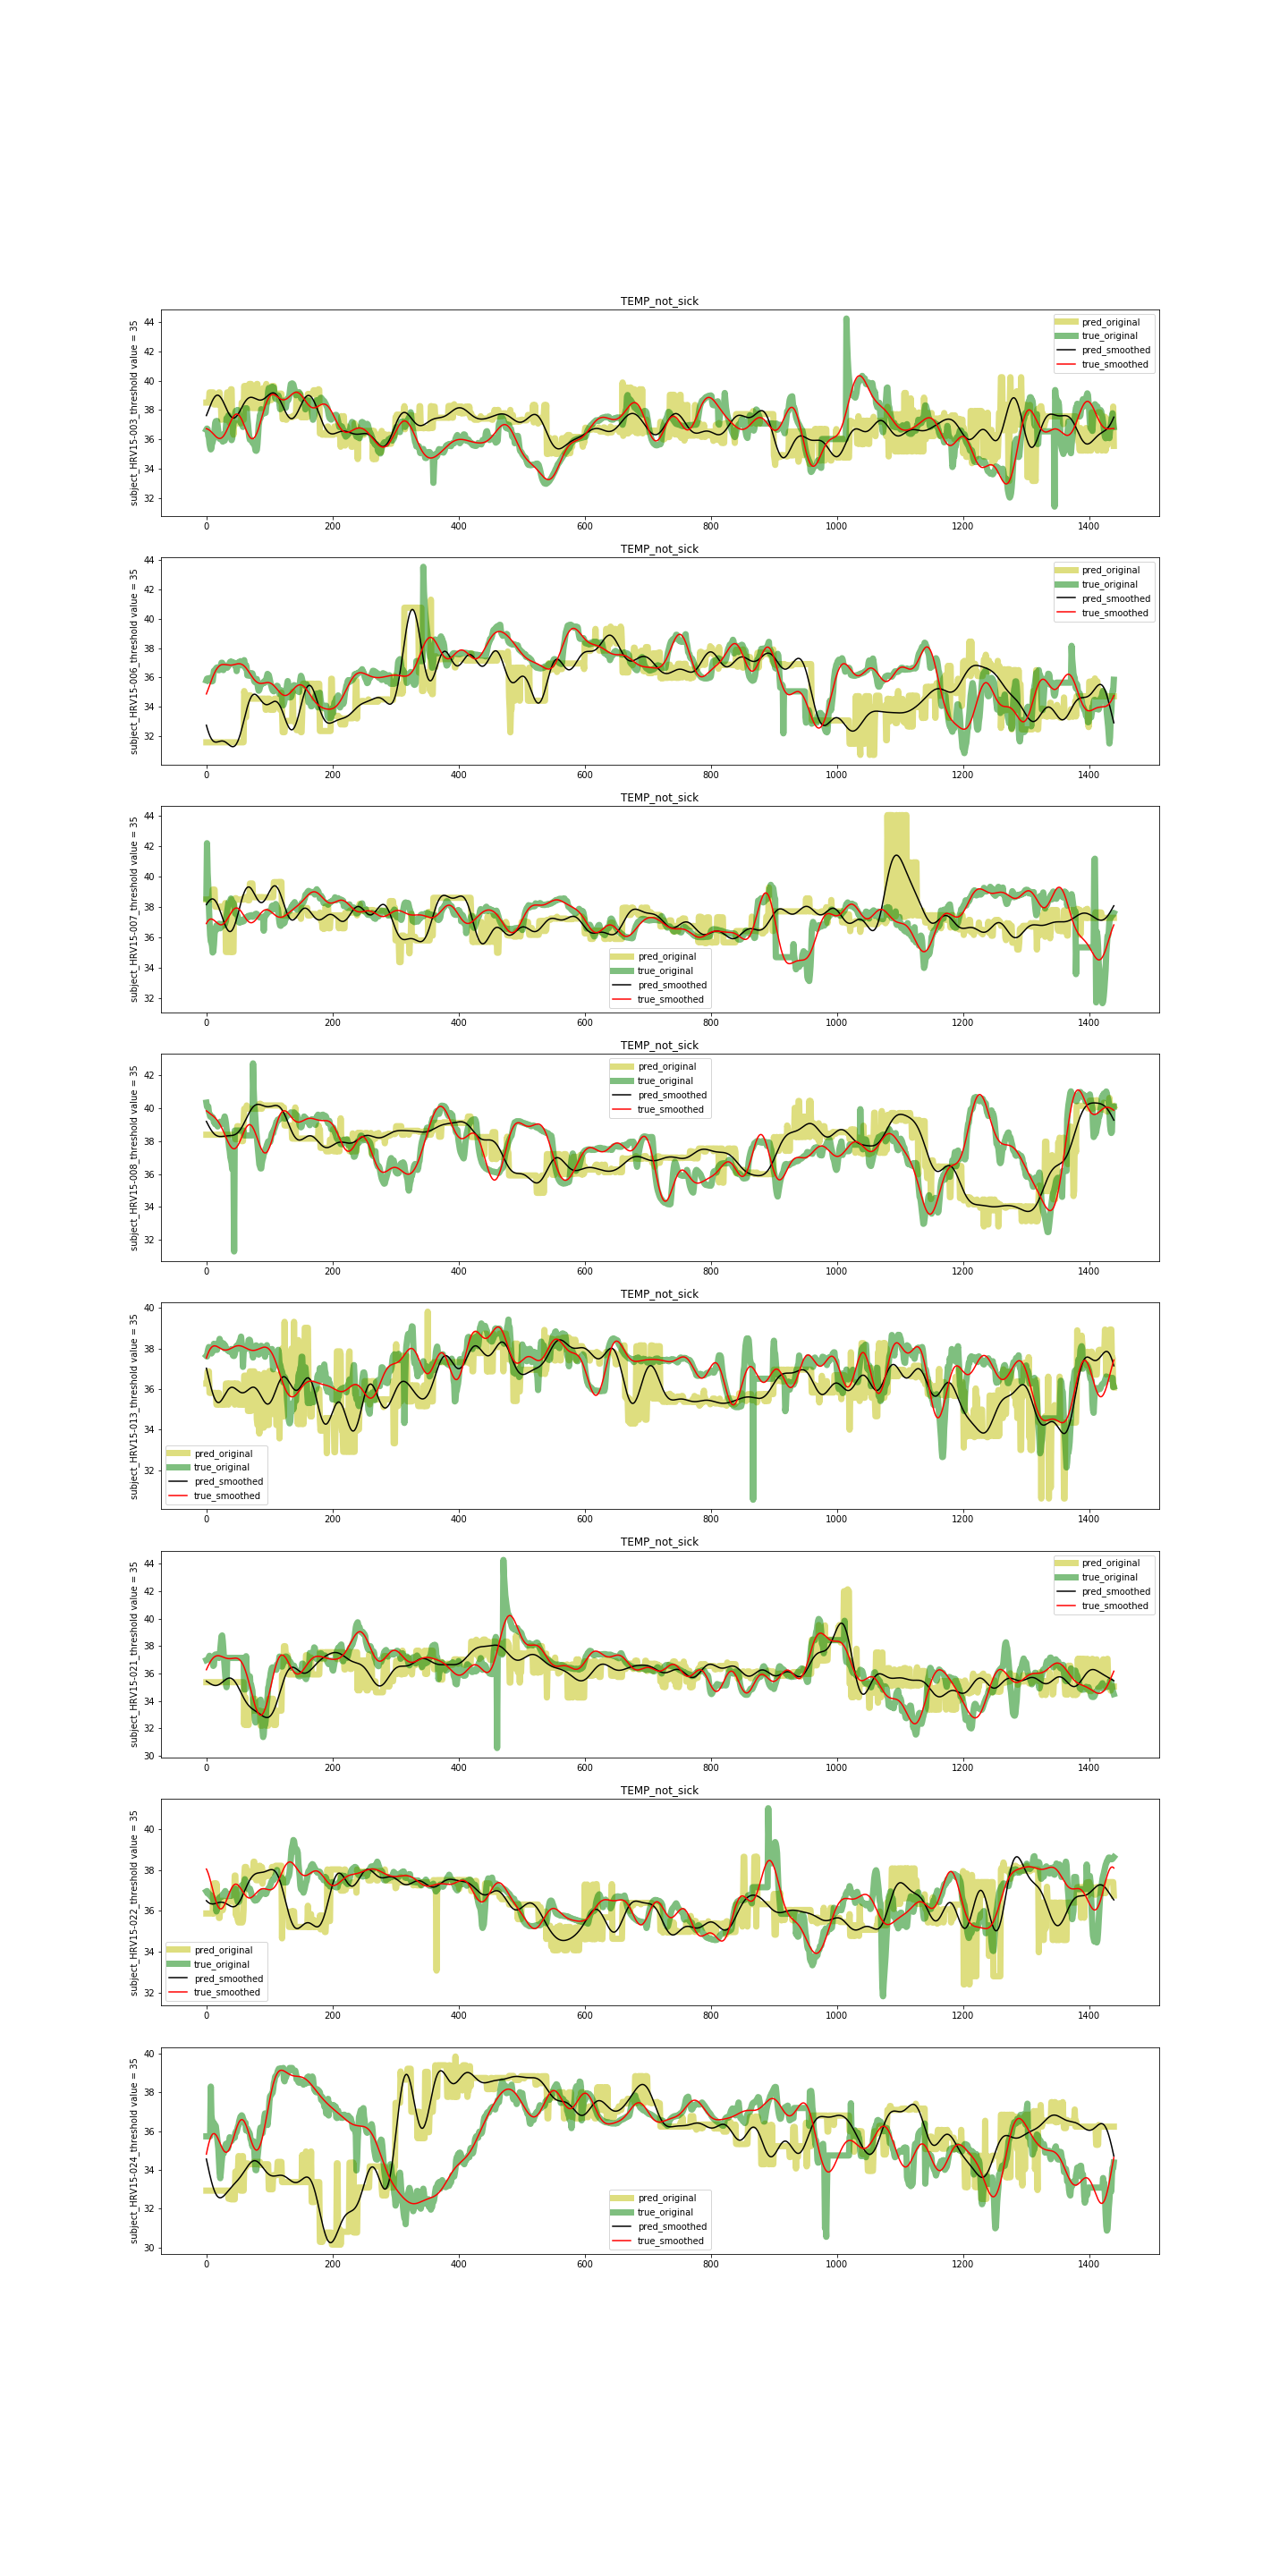 TEMP_not_sick
subject_HRV15-003_threshold value = 35
44
42
40
38
36
34
32
pred_original
true_original
pred_smoothed
true_smoothed
0 200 400 600 800 1000 1200 1400
TEMP_not_sick
subject_HRV15-006_threshold value = 35
44
42
40
38
36
34
32
pred_original
true_original
pred_smoothed
true_smoothed
0 200 400 600 800 1000 1200 1400
TEMP_not_sick
subject_HRV15-007_threshold value = 35
44
42
40
38
36
34
32
pred_original
true_original
pred_smoothed
true_smoothed
0 200 400 600 800 1000 1200 1400
TEMP_not_sick
subject_HRV15-008_threshold value = 35
42
40
38
36
34
32
pred_original
true_original
pred_smoothed
true_smoothed
0 200 400 600 800 1000 1200 1400
TEMP_not_sick
subject_HRV15-013_threshold value = 35
40
38
36
34
32
pred_original
true_original
pred_smoothed
true_smoothed
0 200 400 600 800 1000 1200 1400
TEMP_not_sick
subject_HRV15-021_threshold value = 35
44
42
40
38
36
34
32
30
pred_original
true_original
pred_smoothed
true_smoothed
0 200 400 600 800 1000 1200 1400
TEMP_not_sick
subject_HRV15-022_threshold value = 35
40
38
36
34
32
pred_original
true_original
pred_smoothed
true_smoothed
0 200 400 600 800 1000 1200 1400
subject_HRV15-024_threshold value = 35
40
38
36
34
32
30
pred_original
true_original
pred_smoothed
true_smoothed
0 200 400 600 800 1000 1200 1400